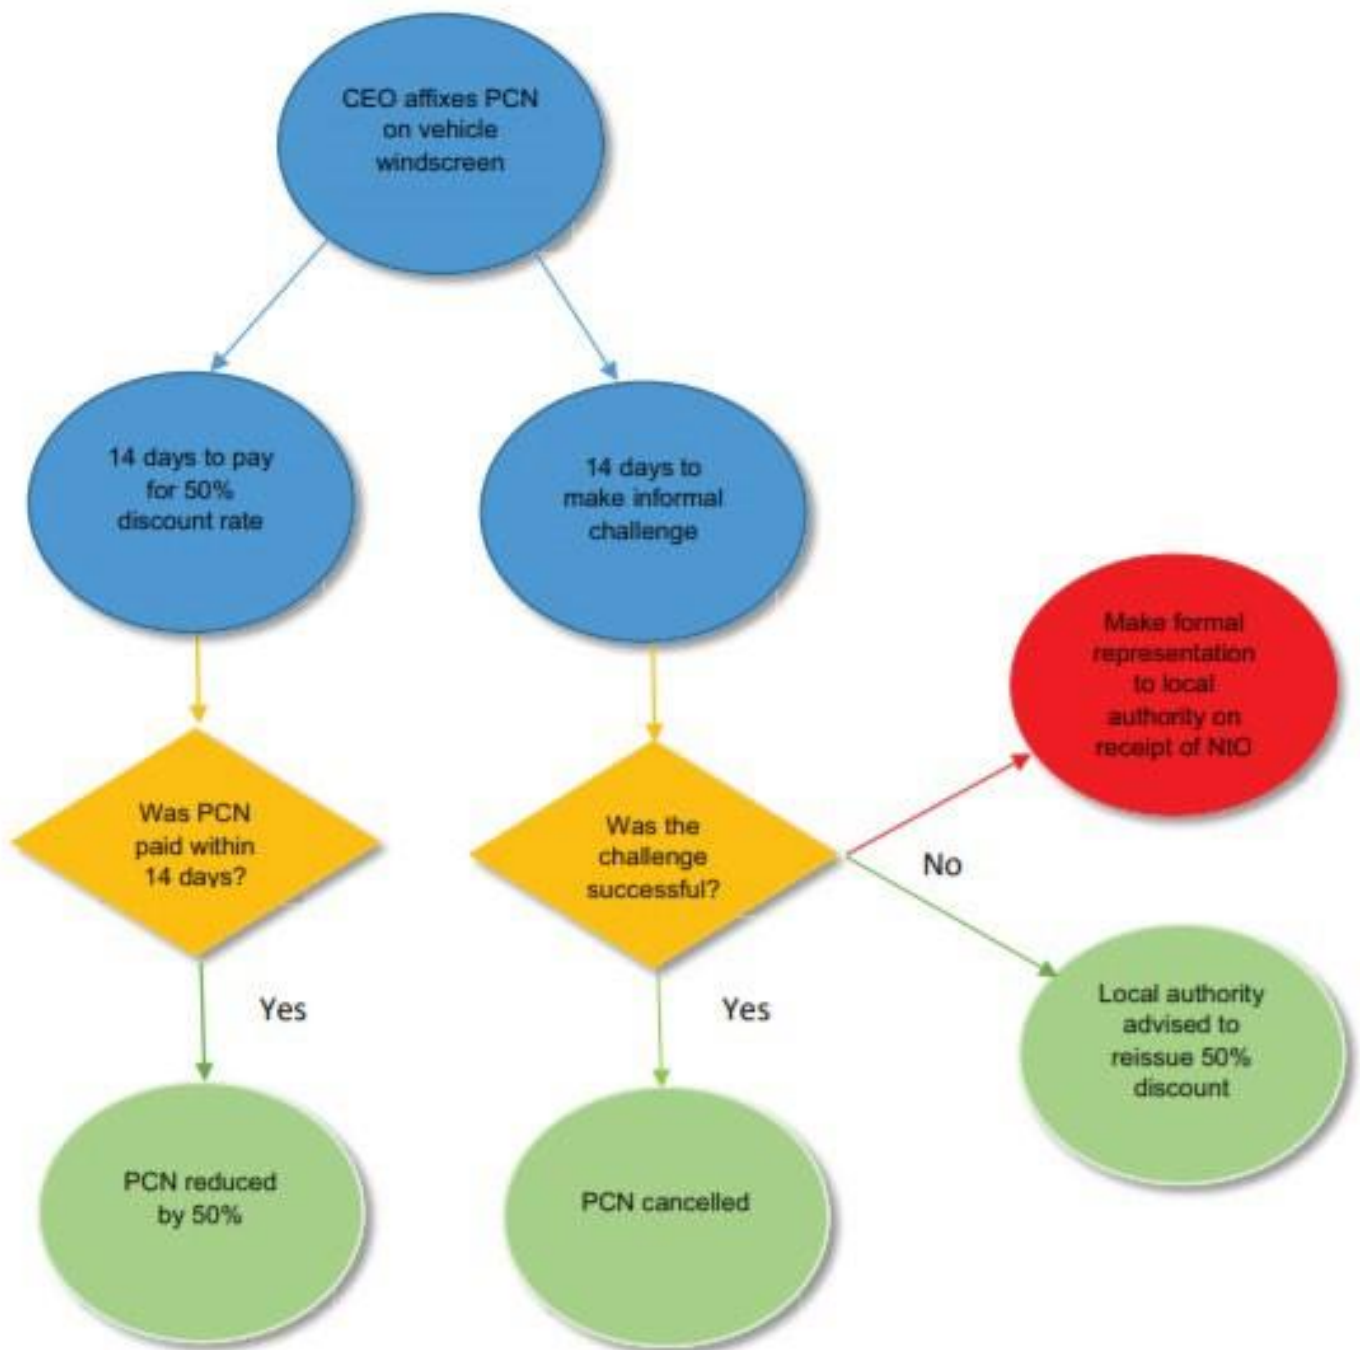 CEO affixes PCN
on vehicle
windscreen
14 days to pay
for 50%
discount rate
14 days to
make informal
challenge
Make formal
representation
to local
authority on
receipt of NtO
Was PCN
paid within
14 days?
Was the
challenge
successful?
No
Local authority
advised to
reissue 50%
discount
Yes
Yes
PCN reduced
by 50%
PCN cancelled